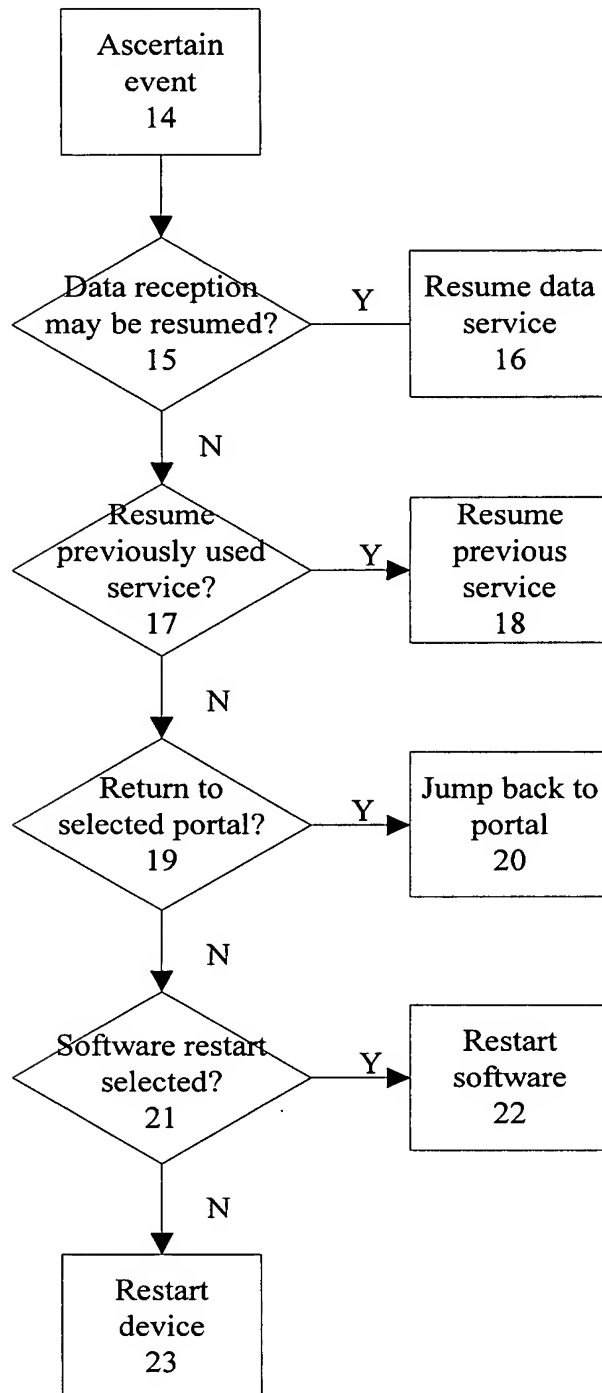 Ascertain
event
14
Data reception
may be resumed?
15
Y
Resume data
service
16
N
Resume
previously used
service?
17
Y
Resume
previous
service
18
N
Return to
selected portal?
19
Y
Jump back to
portal
20
N
Software restart
selected?
21
Y
Restart
software
22
N
Restart
device
23